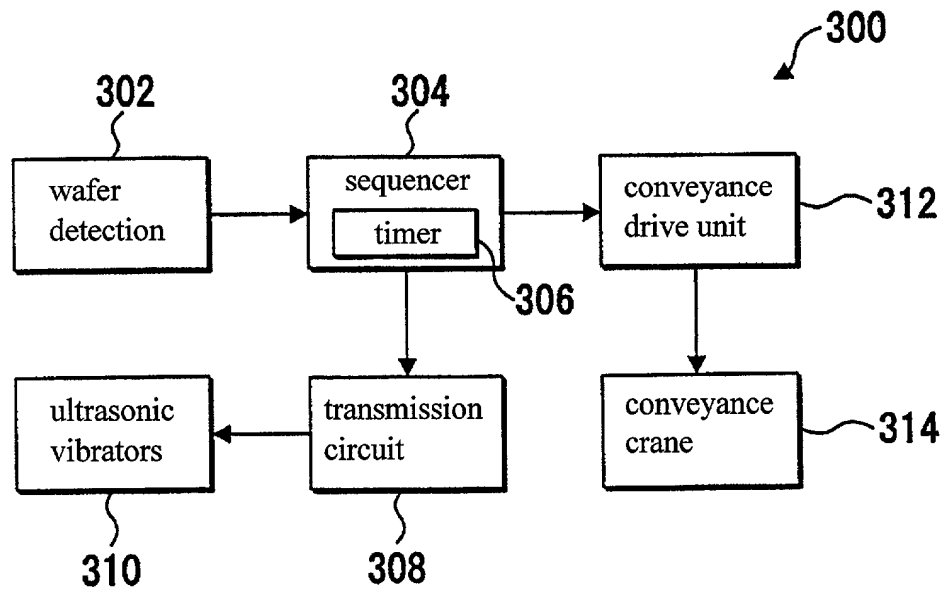 300
302
304
wafer
detection
sequencer
timer
conveyance
drive unit
312
306
ultrasonic
vibrators
transmission
circuit
conveyance
crane
314
310
308